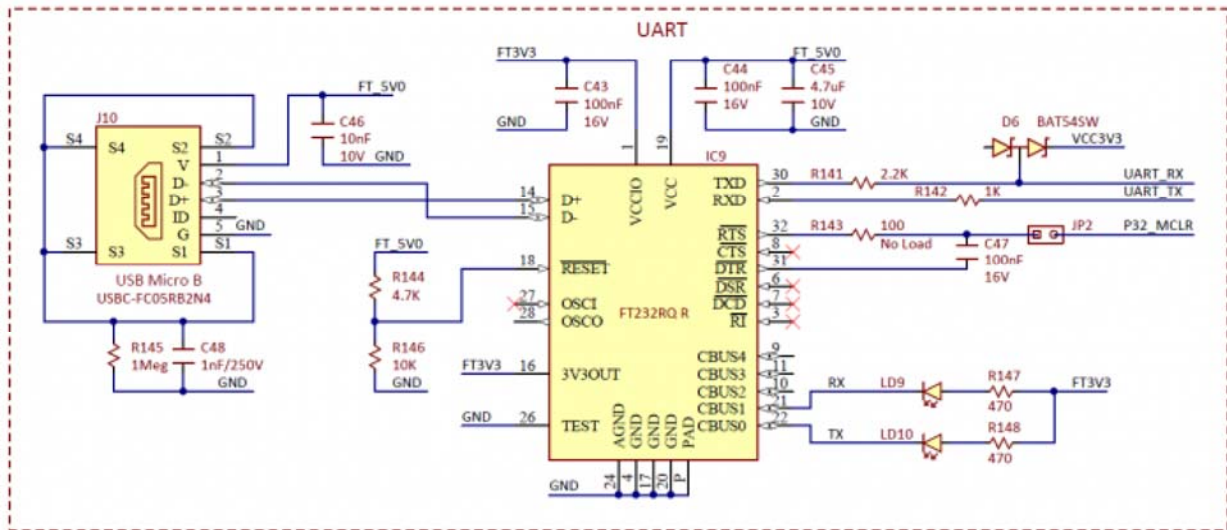 UART
FT3V3
C43
100nF
16V
GND
C44
100nF
16V
FT_5V0
C45
4.7uF
10V
GND
FT_5V0
C46
10nF
10V
GND
J10
S4 S4 S2 S2
V 1
D- 2
D+ 3
ID 4
G 5 GND
S3 S3 S1 S1
USB Micro B
USBC-FC05RB2N4
R145
1Meg
C48
1nF/250V
GND
FT_5V0
R144
4.7K
R146
10K
GND
1 19
IC9
VCCIO VCC
14 D+
15 D-
18 RESET
27 OSCI
28 OSCO
FT232RQ R
FT3V3 16 3V3OUT
GND 26 TEST
TXD 30
RXD 2
RTS 32
CTS 8
DTR 31
DSR 6
DCD 7
RI 3
CBUS4 9
CBUS3 11
CBUS2 10
CBUS1 21
CBUS0 22
AGND GND GND GND PAD
GND 24 4 17 20 P
D6 BAT54SW
VCC3V3
R141 2.2K UART_RX
R142 1K UART_TX
R143 100
No Load
JP2 P32_MCLR
C47
100nF
16V
RX LD9 R147
470
FT3V3
TX LD10 R148
470